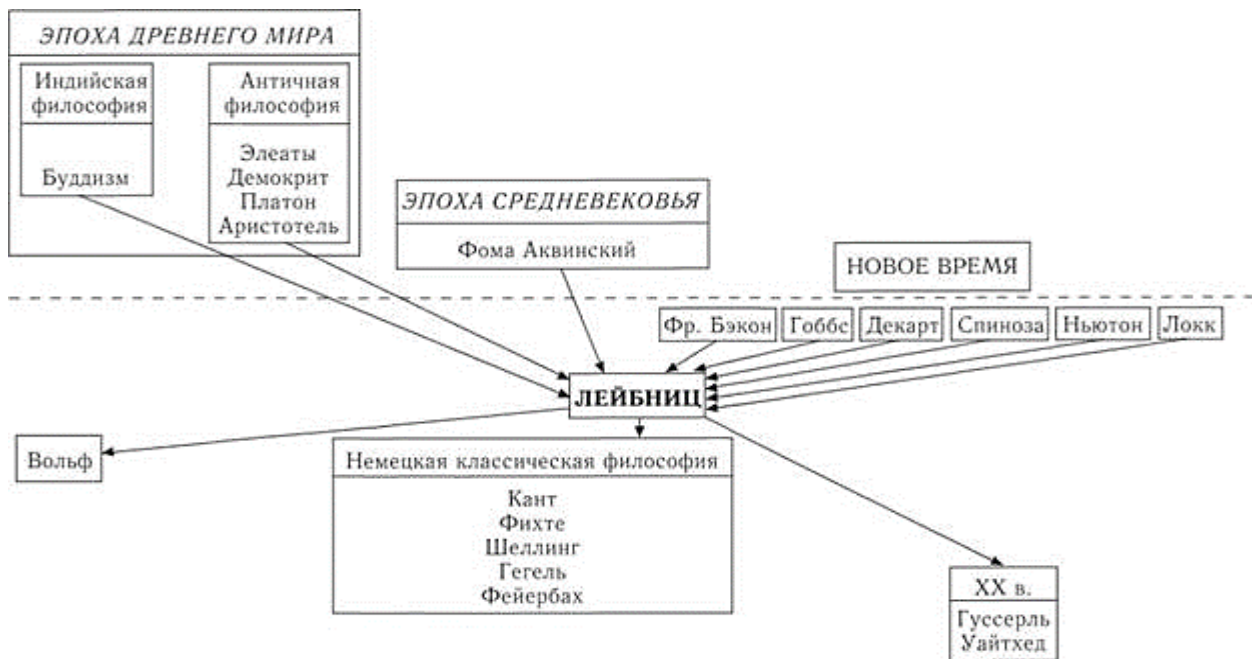 ЭПОХА ДРЕВНЕГО МИРА
Индийская
философия
Буддизм
Античная
философия
Элеаты
Демокрит
Платон
Аристотель
ЭПОХА СРЕДНЕВЕКОВЬЯ
Фома Аквинский
НОВОЕ ВРЕМЯ
Фр. Бэкон
Гоббс
Декарт
Спиноза
Ньютон
Локк
ЛЕЙБНИЦ
Вольф
Немецкая классическая философия
Кант
Фихте
Шеллинг
Гегель
Фейербах
XX в.
Гуссерль
Уайтхед